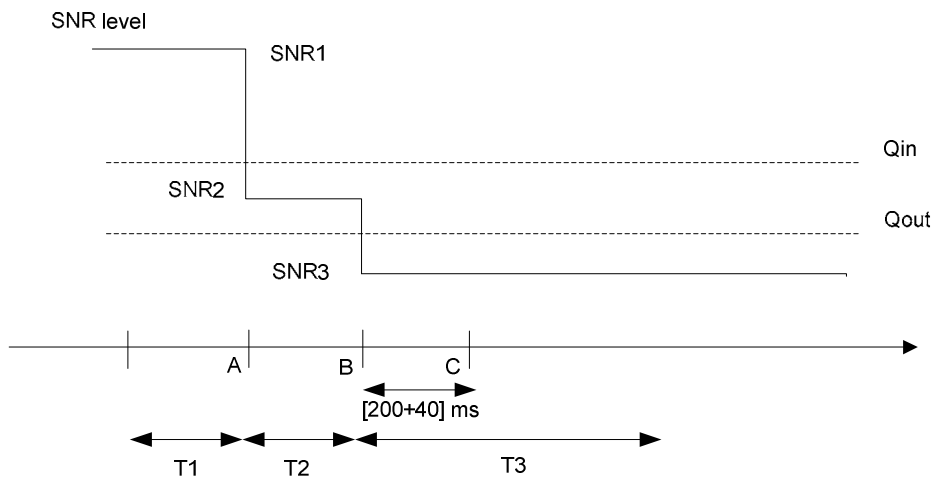 SNR level
SNR1
Qin
SNR2
Qout
SNR3
A
B
C
[200+40] ms
T1
T2
T3